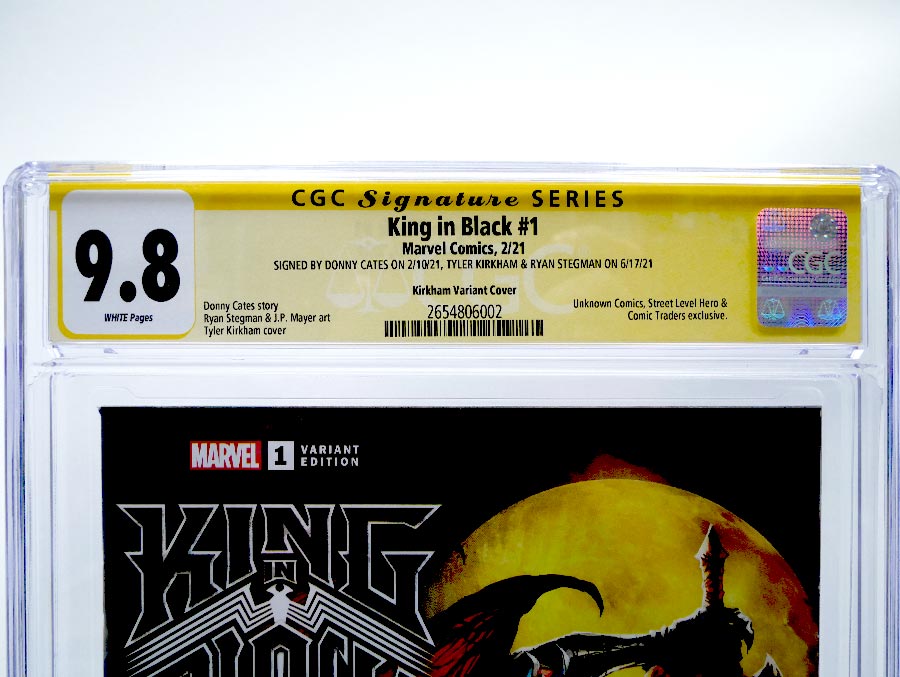 CGC Signature SERIES
King in Black #1
Marvel Comics, 2/21
SIGNED BY DONNY CATES ON 2/10/21, TYLER KIRKHAM & RYAN STEGMAN ON 6/17/21
9.8
WHITE Pages
Kirkham Variant Cover
2654806002
Donny Cates story
Ryan Stegman & J.P. Mayer art
Tyler Kirkham cover
Unknown Comics, Street Level Hero &
Comic Traders exclusive.
CGC
MARVEL 1 VARIANT
EDITION
KING
IN